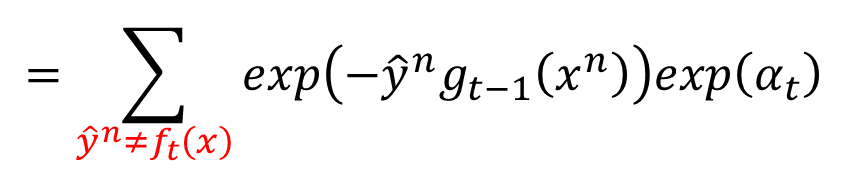 = ∑ exp(−ŷⁿg_{t−1}(xⁿ))exp(α_t)
ŷⁿ≠f_t(x)